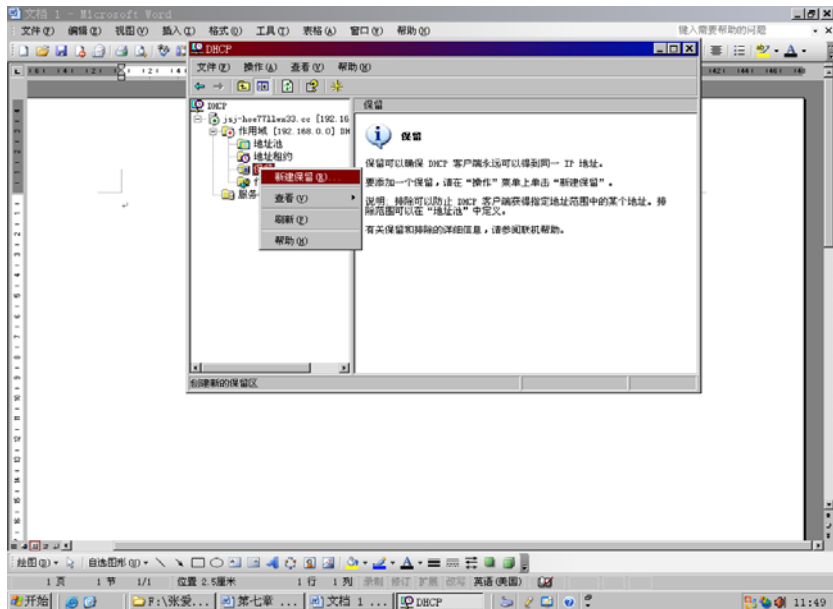 文档 1 - Microsoft Word
文件(F) 编辑(E) 视图(V) 插入(I) 格式(O) 工具(T) 表格(A) 窗口(W) 帮助(H) 键入需要帮助的问题
DHCP
文件(F) 操作(A) 查看(V) 帮助(H)
DHCP
[192.16
作用域 [192.168.0.0] DH
地址池
地址租约
新建保留(R)...
查看(V)
刷新(F)
帮助(H)
保留
保留
保留可以确保 DHCP 客户端永远可以得到同一 IP 地址。
要添加一个保留，请在“操作”菜单上单击“新建保留”。
说明: 排除可以防止 DHCP 客户端获得指定地址范围中的某个地址。排
除范围可以在“地址池”中定义。
有关保留和排除的详细信息，请参阅联机帮助。
创建新的保留区
绘图(D) 自选图形(U)
1 页 1 节 1/1 位置 2.5厘米 1 行 1 列 录制 修订 扩展 改写 英语(美国)
开始 F:\张爱... 第七章 ... 文档 1 ... DHCP 11:49